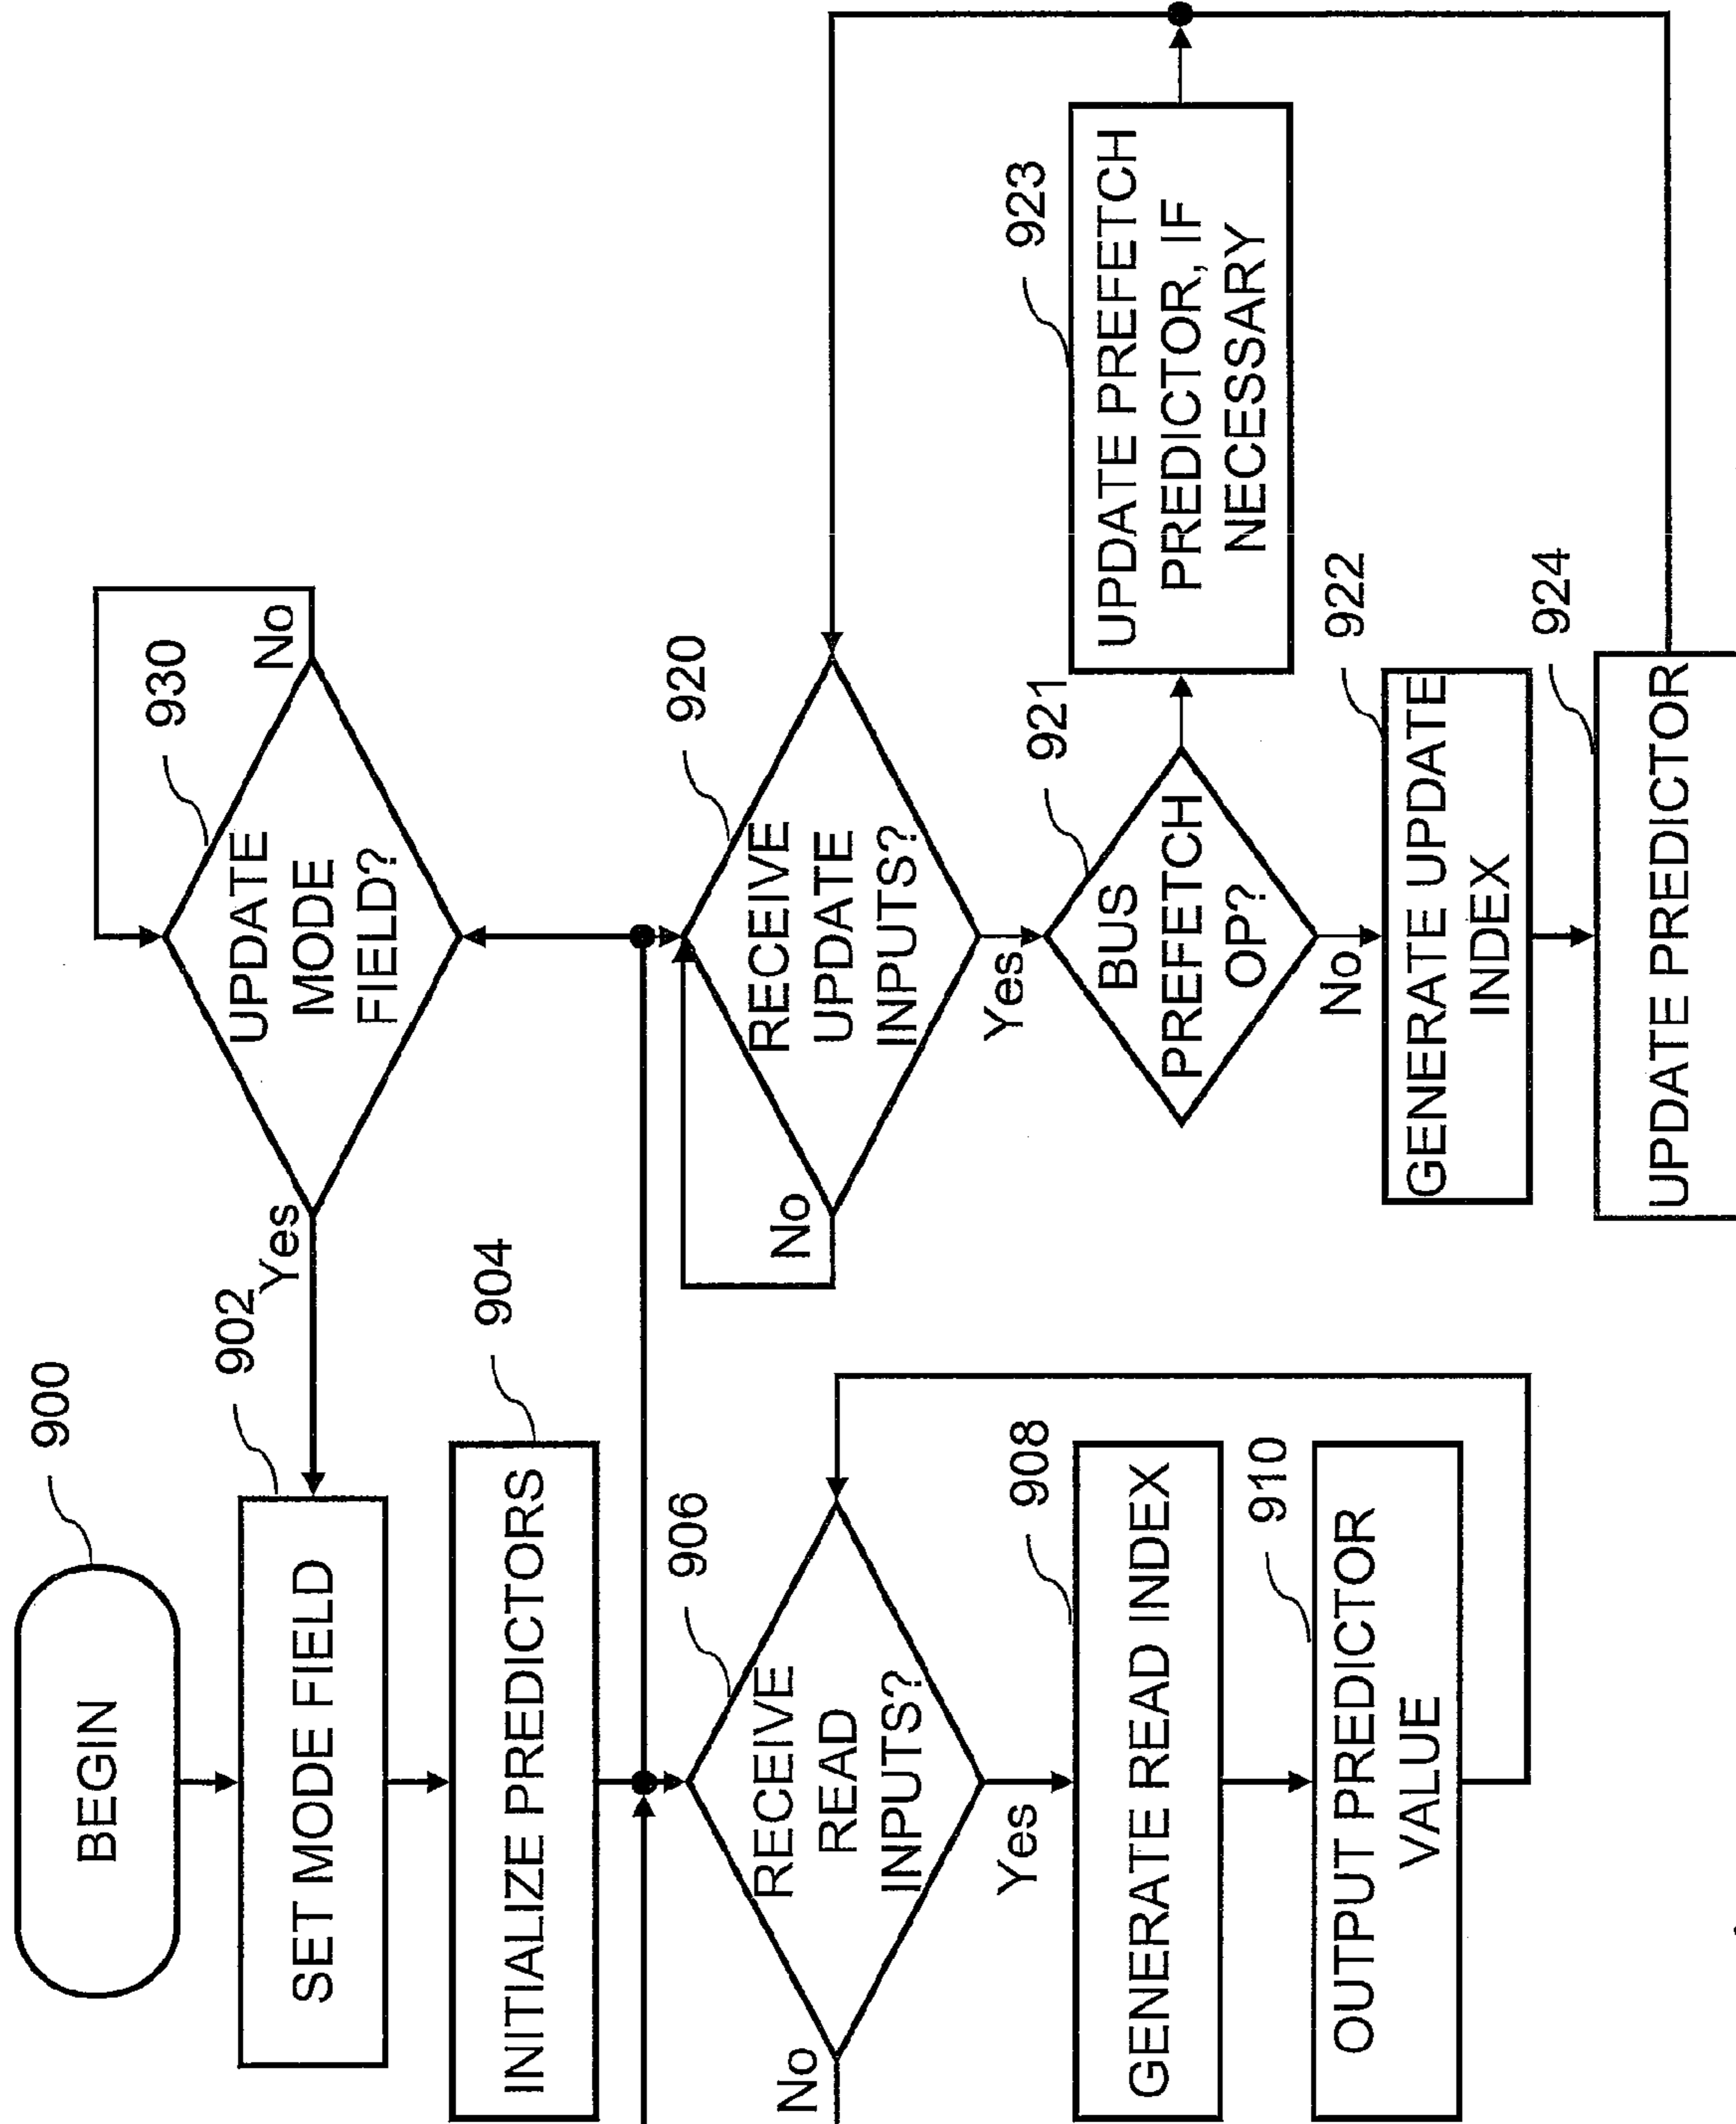 900
BEGIN
902
SET MODE FIELD
904
INITIALIZE PREDICTORS
906
RECEIVE
READ
INPUTS?
No
Yes
908
GENERATE READ INDEX
910
OUTPUT PREDICTOR
VALUE
930
UPDATE
MODE
FIELD?
Yes
No
920
RECEIVE
UPDATE
INPUTS?
No
Yes
921
BUS
PREFETCH
OP?
No
923
UPDATE PREFETCH
PREDICTOR, IF
NECESSARY
922
GENERATE UPDATE
INDEX
924
UPDATE PREDICTOR